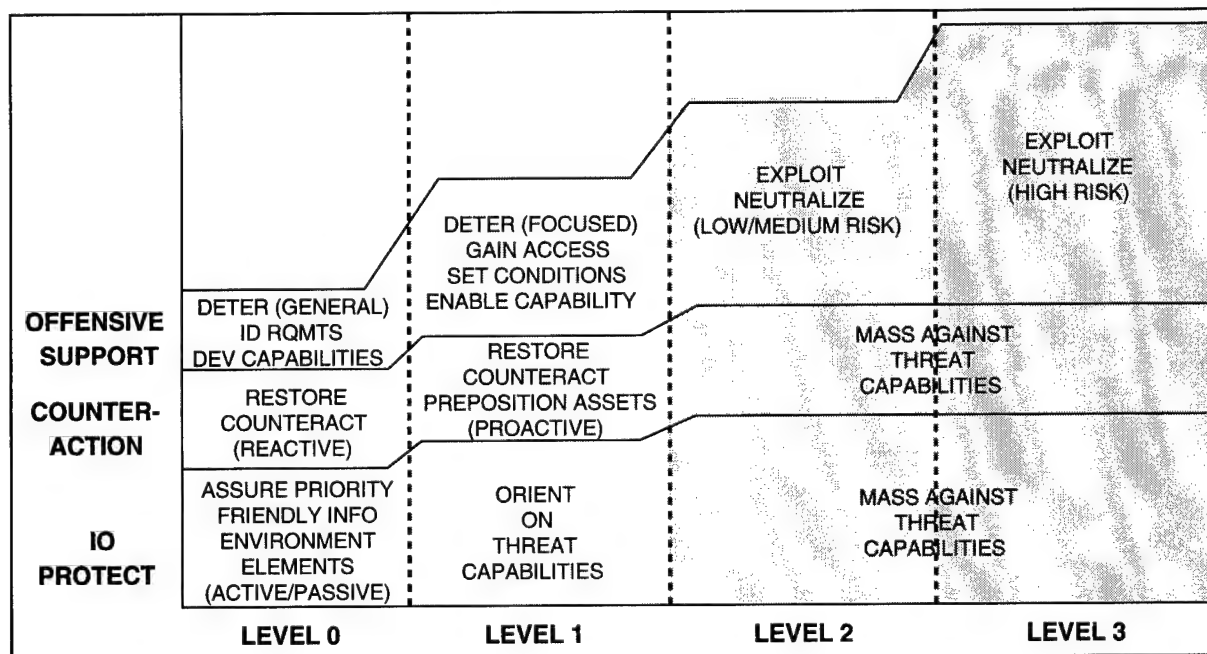 OFFENSIVE
SUPPORT
DETER (GENERAL)
ID RQMTS
DEV CAPABILITIES
DETER (FOCUSED)
GAIN ACCESS
SET CONDITIONS
ENABLE CAPABILITY
EXPLOIT
NEUTRALIZE
(LOW/MEDIUM RISK)
EXPLOIT
NEUTRALIZE
(HIGH RISK)
COUNTER-
ACTION
RESTORE
COUNTERACT
(REACTIVE)
RESTORE
COUNTERACT
PREPOSITION ASSETS
(PROACTIVE)
MASS AGAINST
THREAT
CAPABILITIES
IO
PROTECT
ASSURE PRIORITY
FRIENDLY INFO
ENVIRONMENT
ELEMENTS
(ACTIVE/PASSIVE)
ORIENT
ON
THREAT
CAPABILITIES
MASS AGAINST
THREAT
CAPABILITIES
LEVEL 0
LEVEL 1
LEVEL 2
LEVEL 3